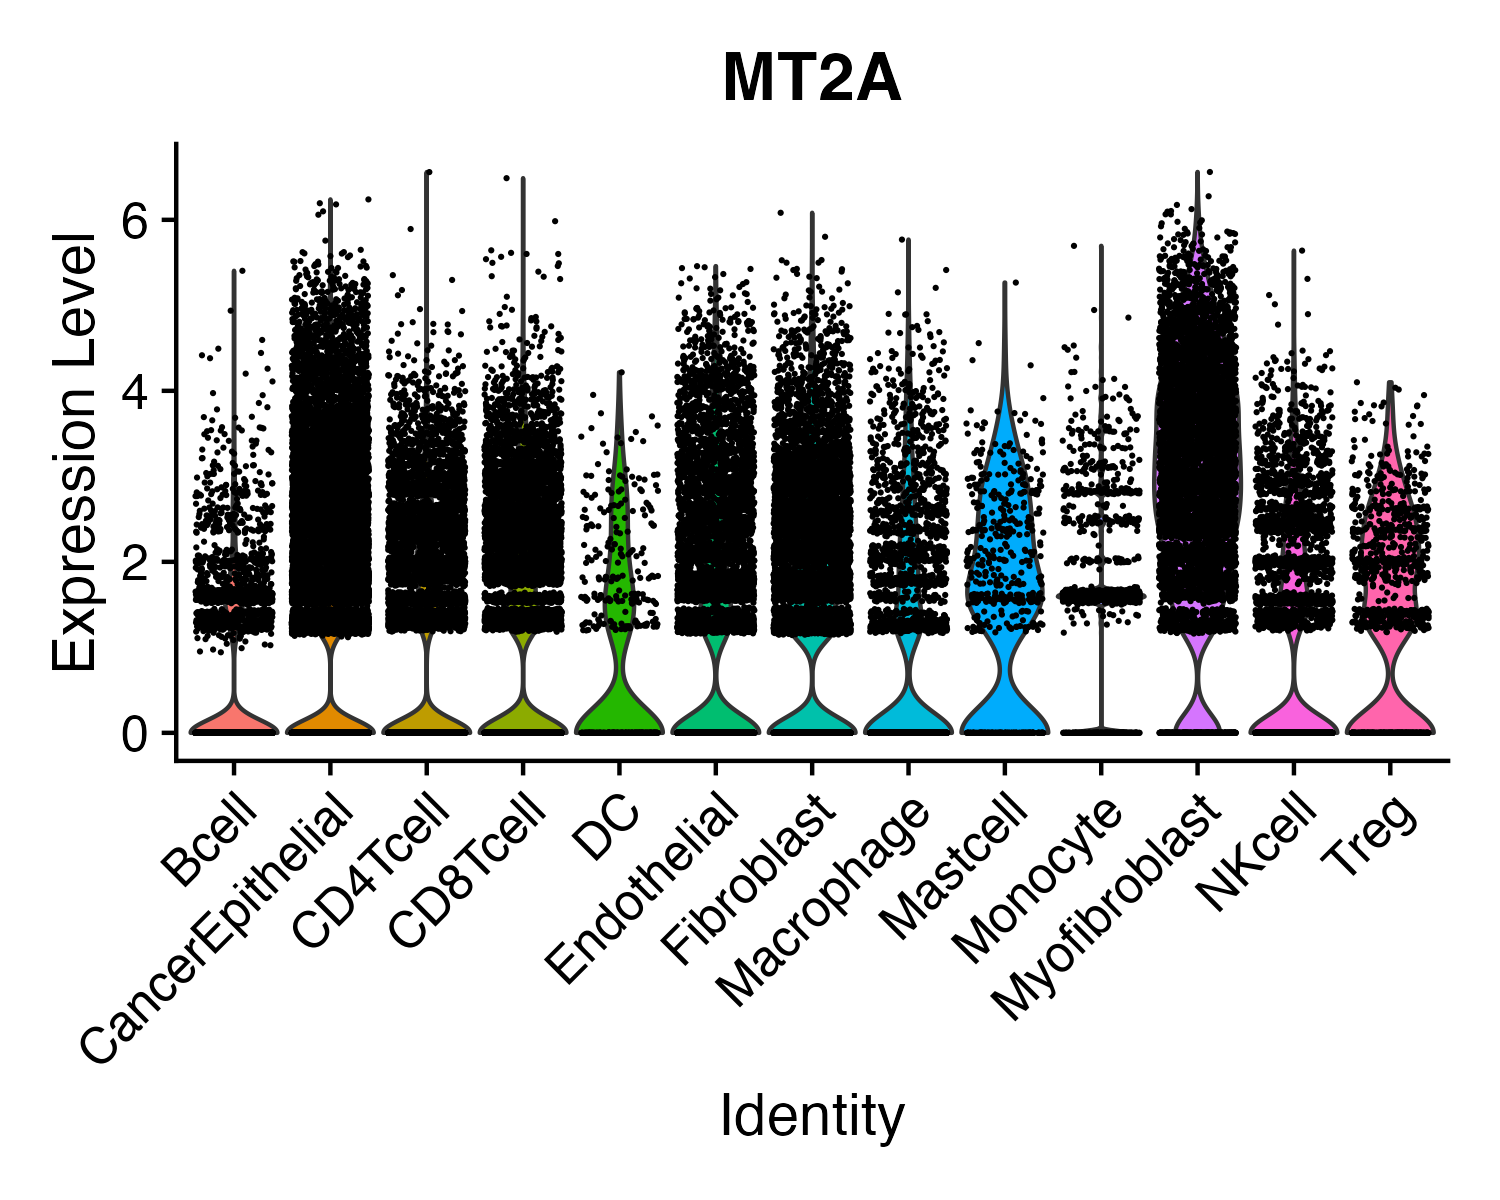 MT2A
Expression Level
6
4
2
0
Bcell
CancerEpithelial
CD4Tcell
CD8Tcell
DC
Endothelial
Fibroblast
Macrophage
Mastcell
Monocyte
Myofibroblast
NKcell
Treg
Identity